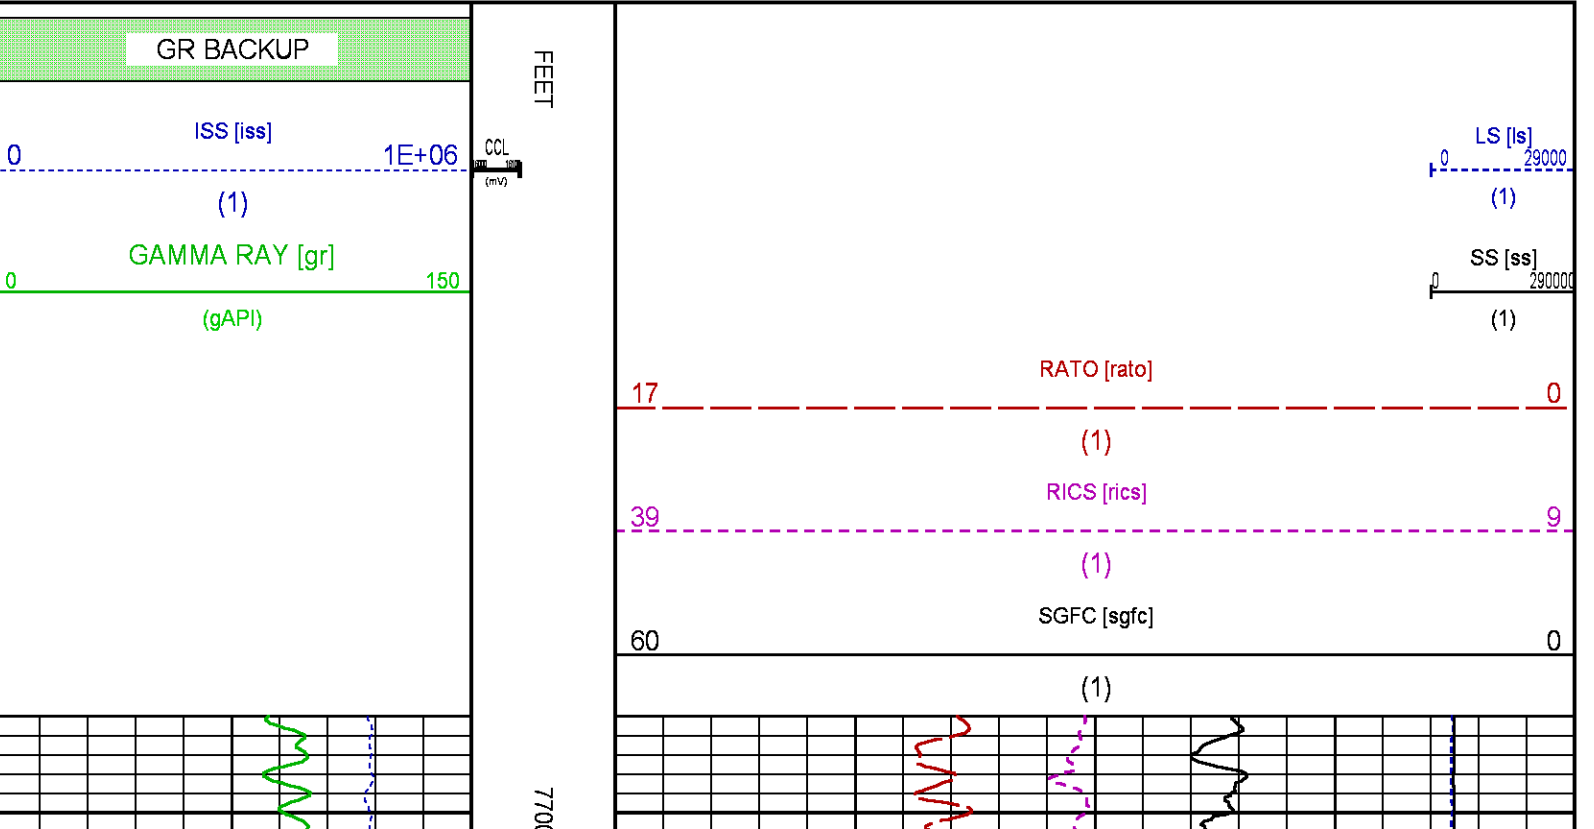 GR BACKUP
ISS [iss]
0 1E+06
(1)
GAMMA RAY [gr]
0 150
(gAPI)
CCL
(mV)
FEET
7700
LS [ls]
0 29000
(1)
SS [ss]
0 290000
(1)
RATO [rato]
17 0
(1)
RICS [rics]
39 9
(1)
SGFC [sgfc]
60 0
(1)